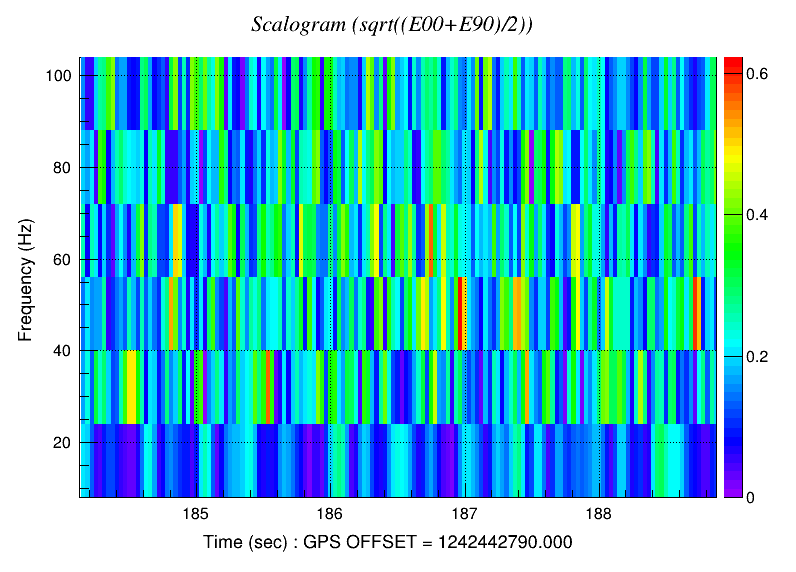 Scalogram (sqrt((E00+E90)/2))
Frequency (Hz)
100
80
60
40
20
0.6
0.4
0.2
0
185 186 187 188
Time (sec) : GPS OFFSET = 1242442790.000